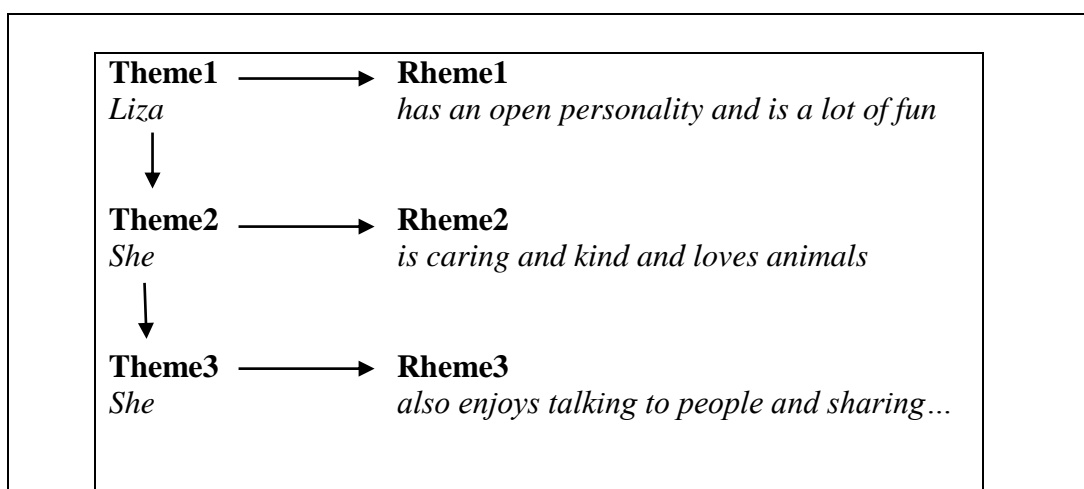 Theme1 Rheme1
Liza has an open personality and is a lot of fun
Theme2 Rheme2
She is caring and kind and loves animals
Theme3 Rheme3
She also enjoys talking to people and sharing…